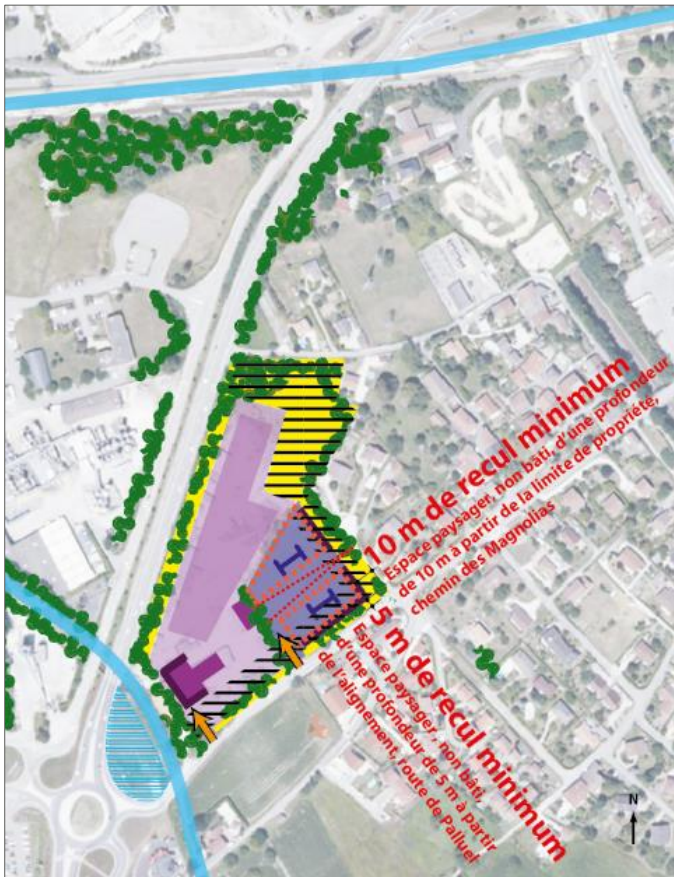 10 m de recul minimum
Espace paysager, non bâti, d'une profondeur
de 10 m à partir de la limite de propriété,
chemin des Magnolias
5 m de recul minimum
Espace paysager, non bâti,
d'une profondeur de 5 m à partir
de l'alignement, route de Palluel
N